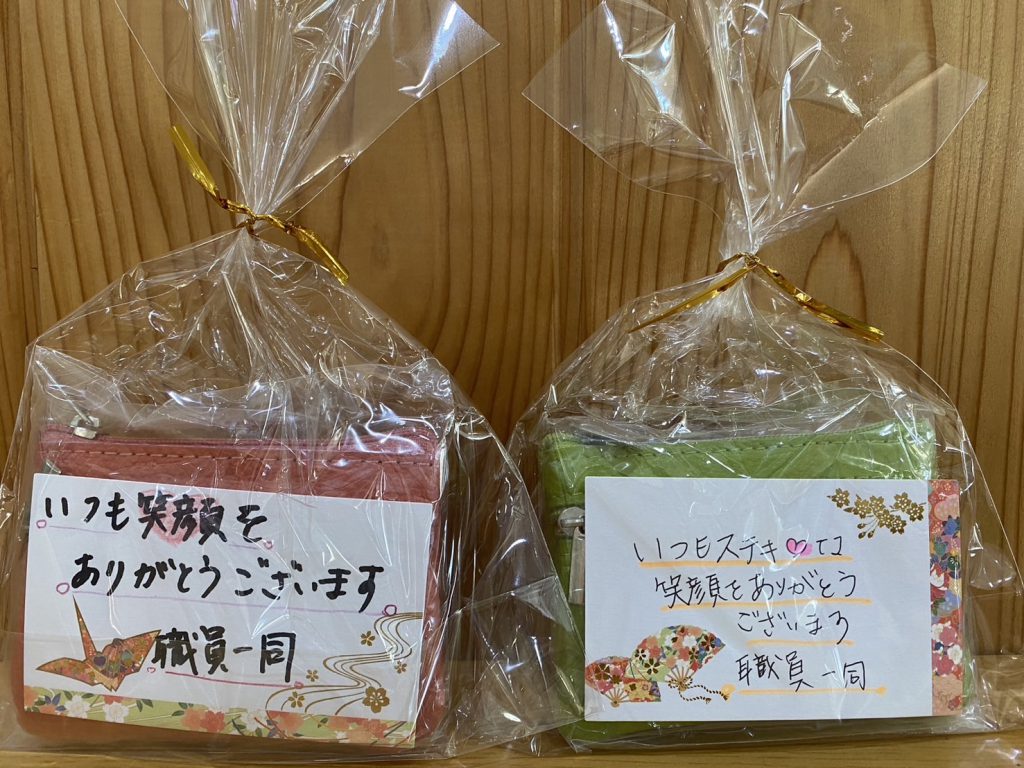 いつも笑顔を
ありがとうございます
職員一同
いつもステキ♡な
笑顔をありがとう
ございます
職員一同